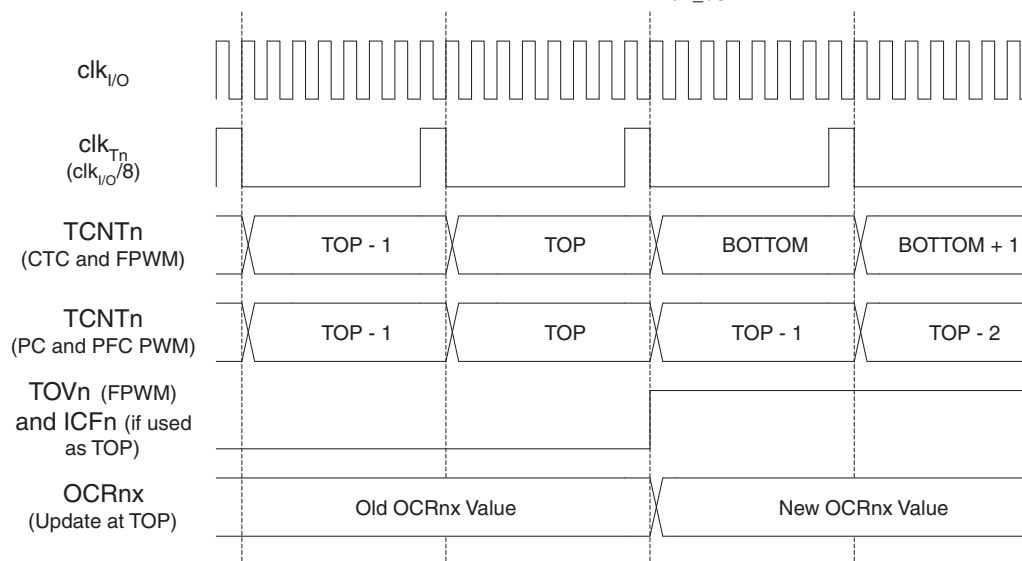 clkI/O
clkTn
(clkI/O/8)
TCNTn
(CTC and FPWM)
TOP - 1
TOP
BOTTOM
BOTTOM + 1
TCNTn
(PC and PFC PWM)
TOP - 1
TOP
TOP - 1
TOP - 2
TOVn (FPWM)
and ICFn (if used
as TOP)
OCRnx
(Update at TOP)
Old OCRnx Value
New OCRnx Value